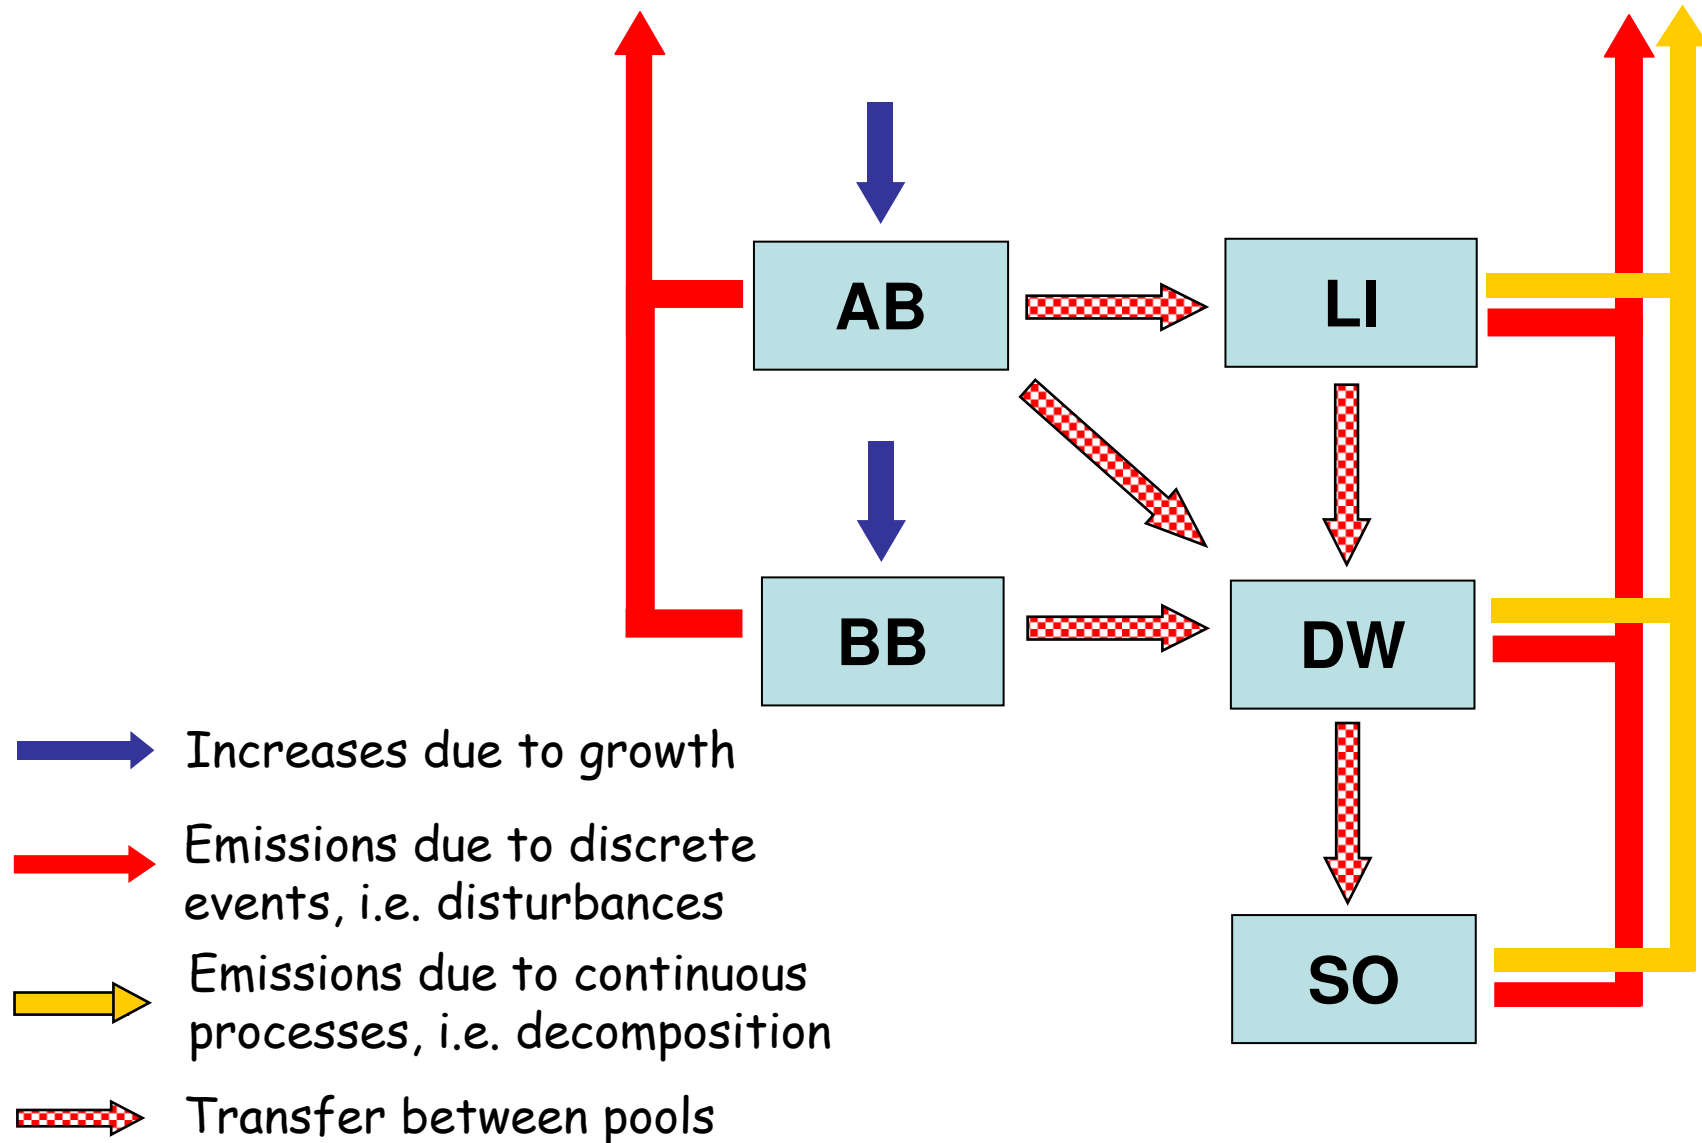 AB
LI
BB
DW
SO
Increases due to growth
Emissions due to discrete
events, i.e. disturbances
Emissions due to continuous
processes, i.e. decomposition
Transfer between pools